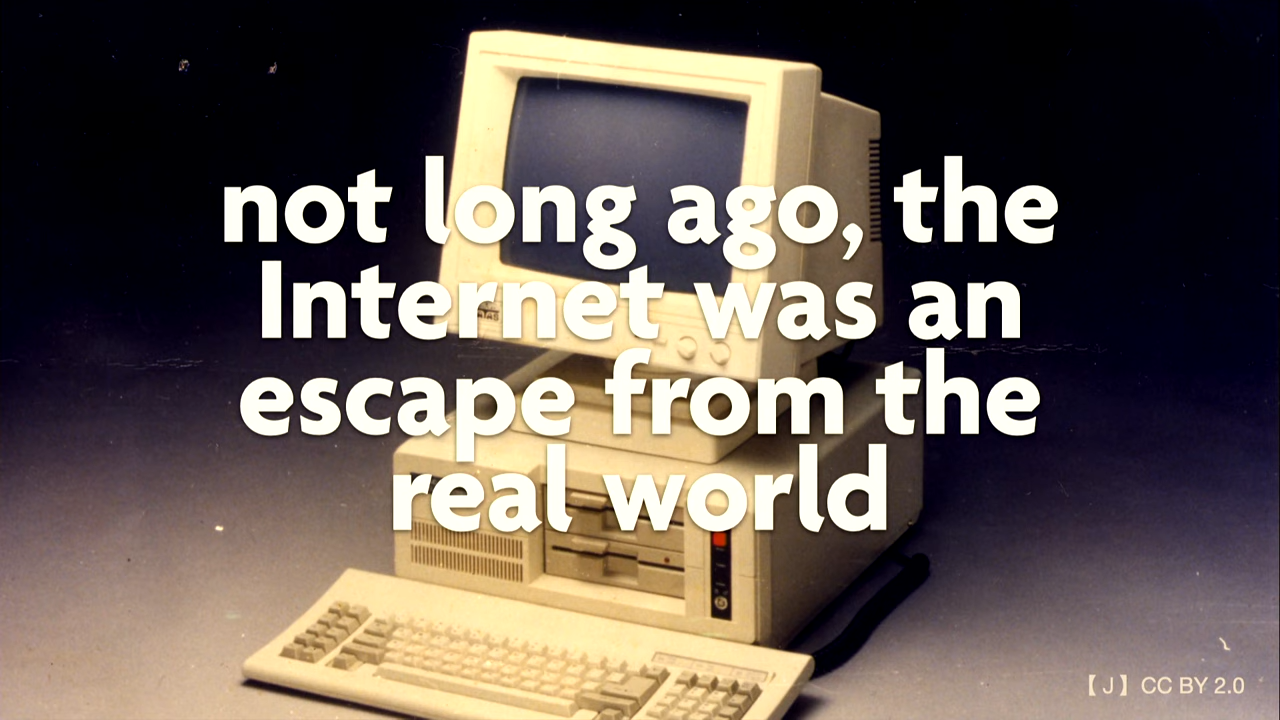 not long ago, the
Internet was an
escape from the
real world
【J】 CC BY 2.0